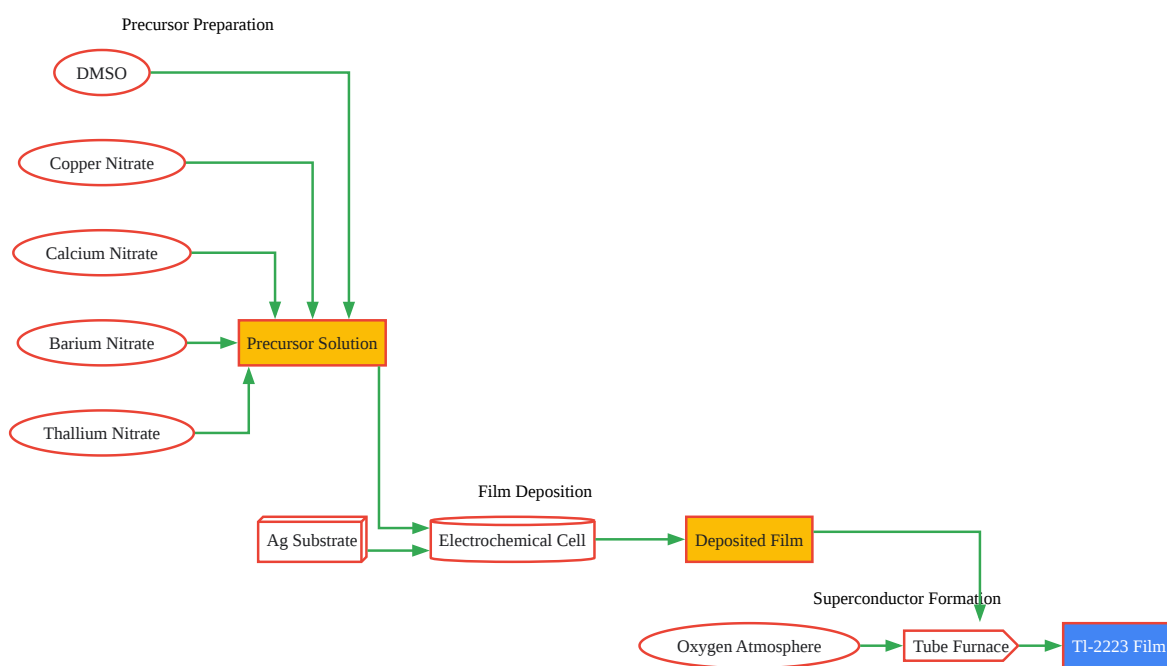 Precursor Preparation
DMSO
Copper Nitrate
Calcium Nitrate
Barium Nitrate
Precursor Solution
Thallium Nitrate
Film Deposition
Ag Substrate
Electrochemical Cell
Deposited Film
Superconductor Formation
Oxygen Atmosphere
Tube Furnace
Tl-2223 Film